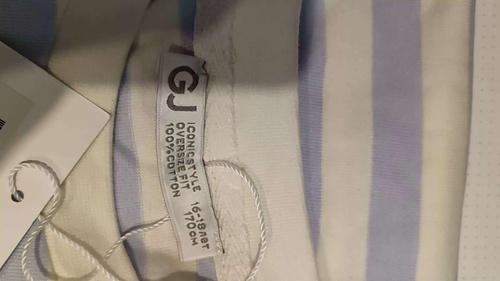 GJ
ICONICSTYLE
OVERSIZE FIT
100%COTTON
16-18лет
170см